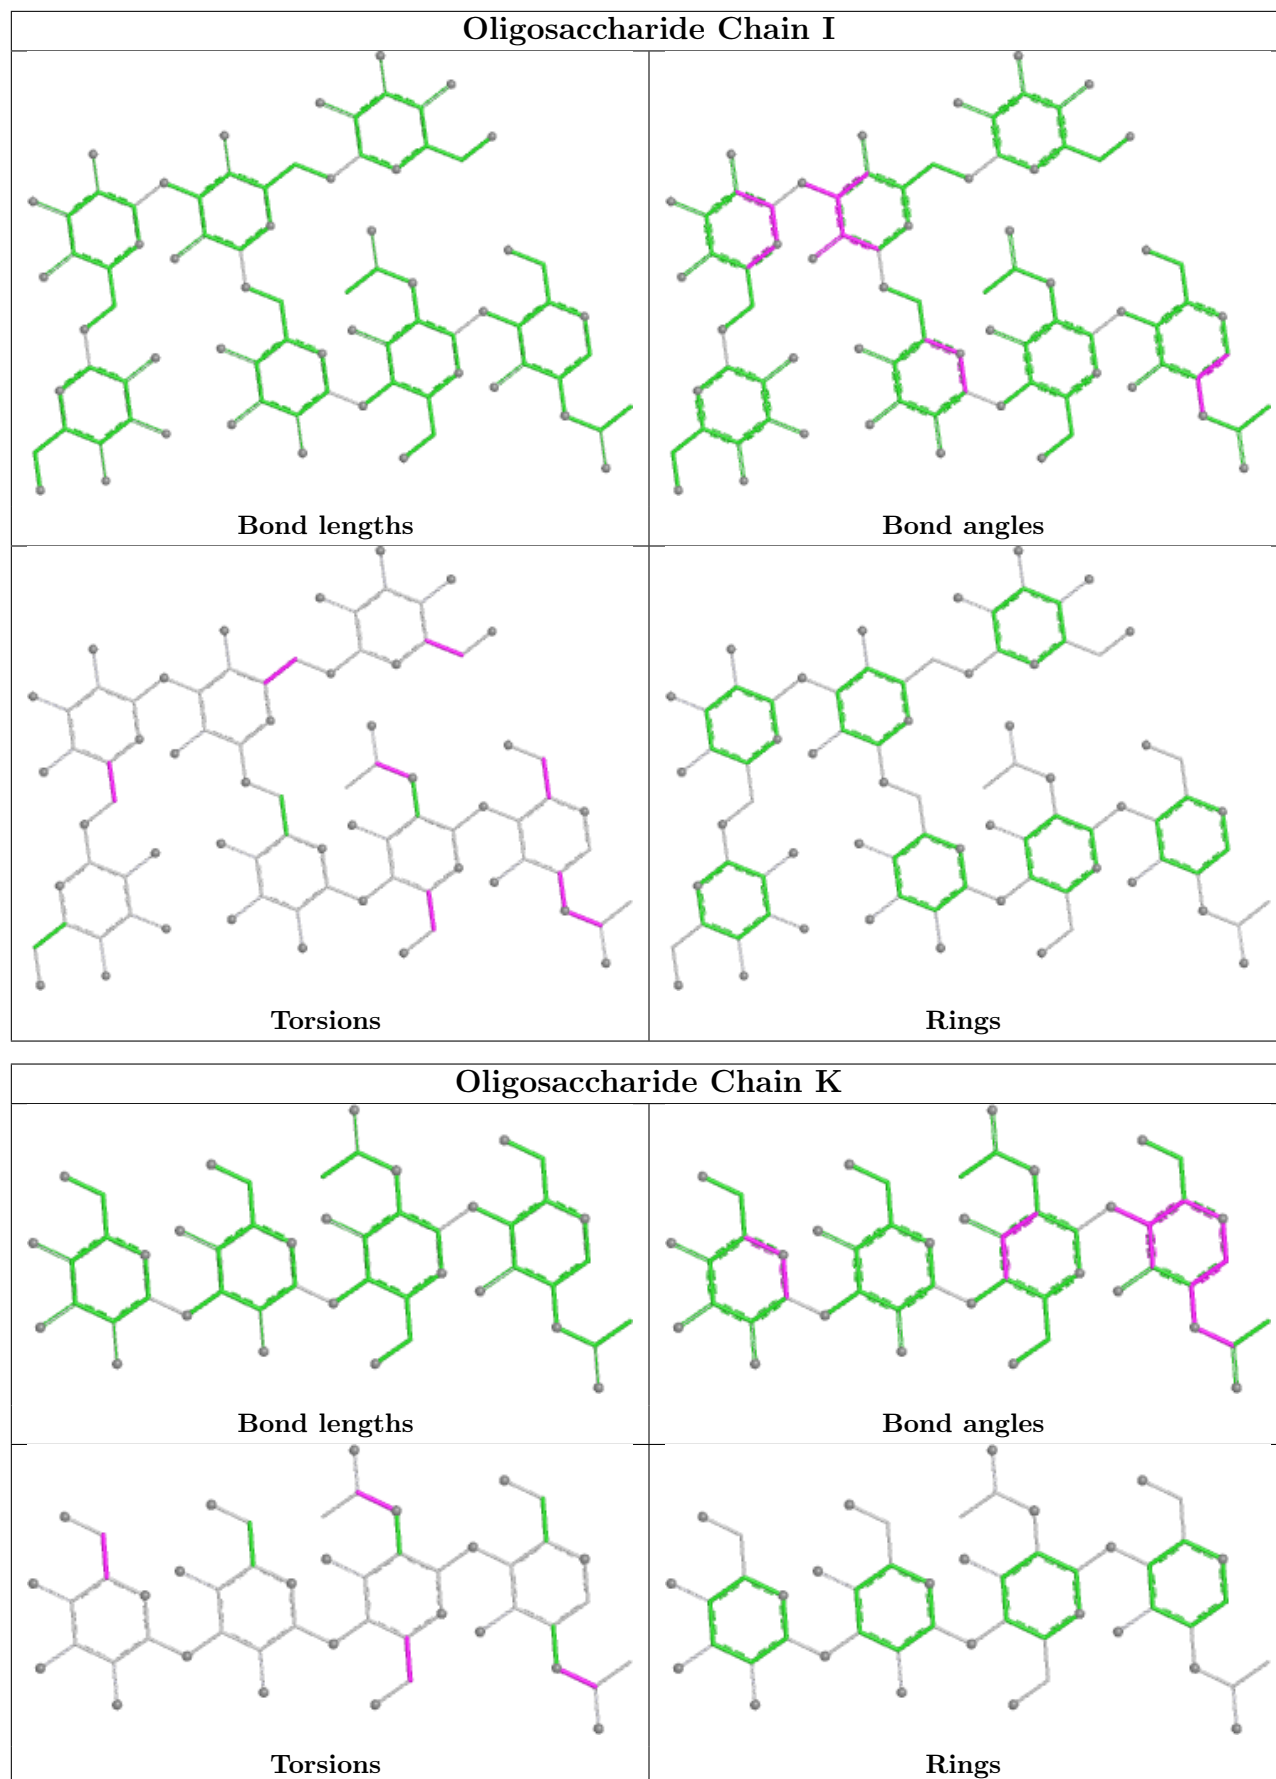 Oligosaccharide Chain I
Bond lengths
Bond angles
Torsions
Rings
Oligosaccharide Chain K
Bond lengths
Bond angles
Torsions
Rings